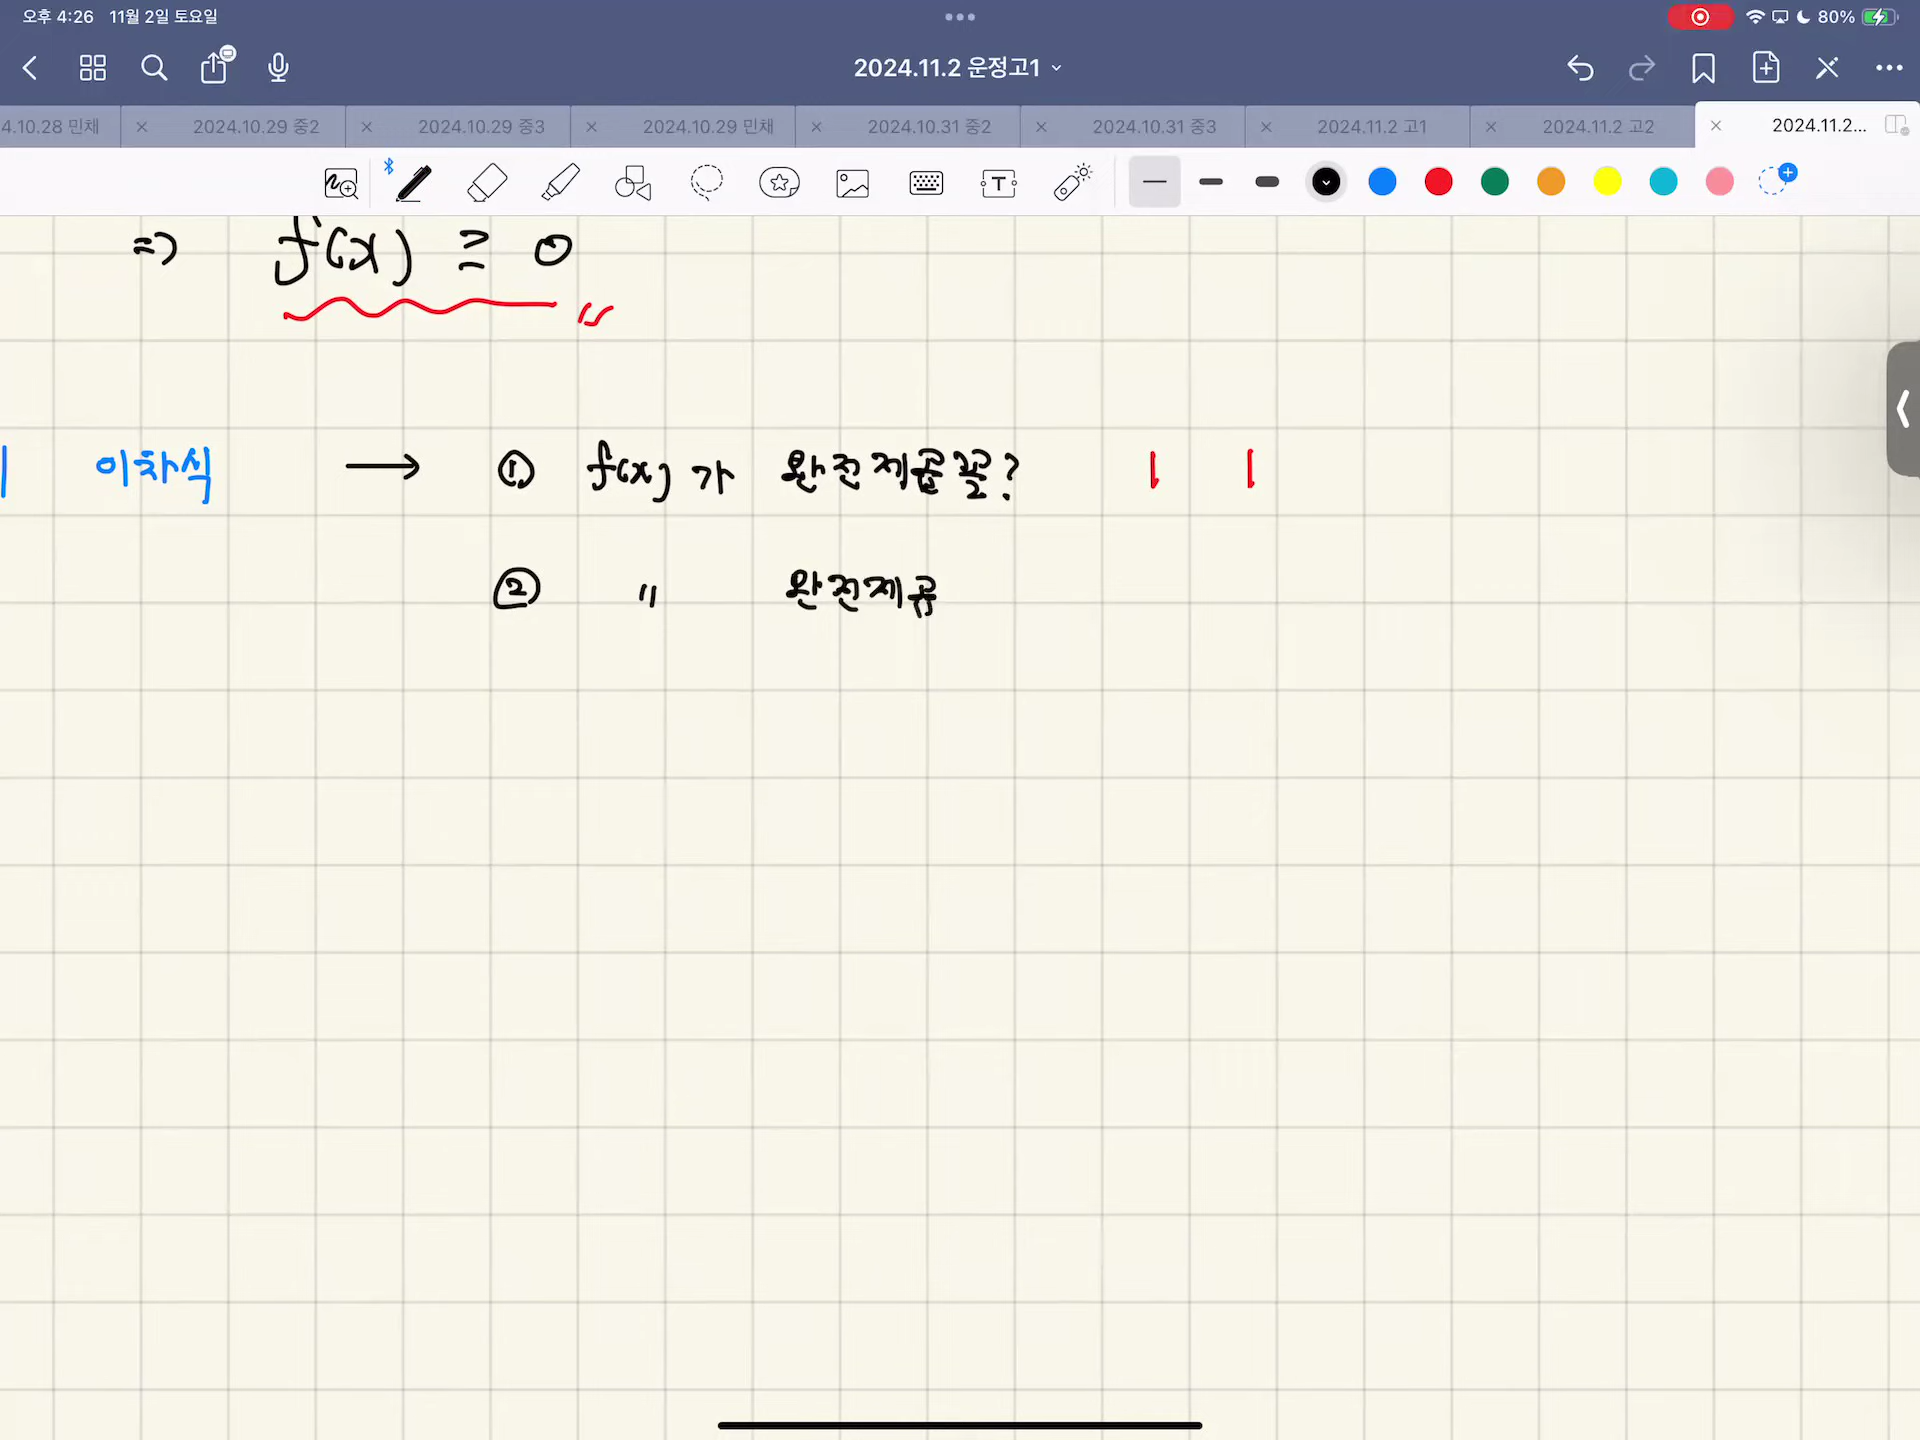 오후 4:26 11월 2일 토요일
80%
2024.11.2 운정고1
4.10.28 민채
2024.10.29 중2
2024.10.29 중3
2024.10.29 민채
2024.10.31 중2
2024.10.31 중3
2024.11.2 고1
2024.11.2 고2
2024.11.2...
T
=> f(x) ≥ 0 "
이차식 → ① f(x)가 완전제곱꼴? | |
② " 완전제곱